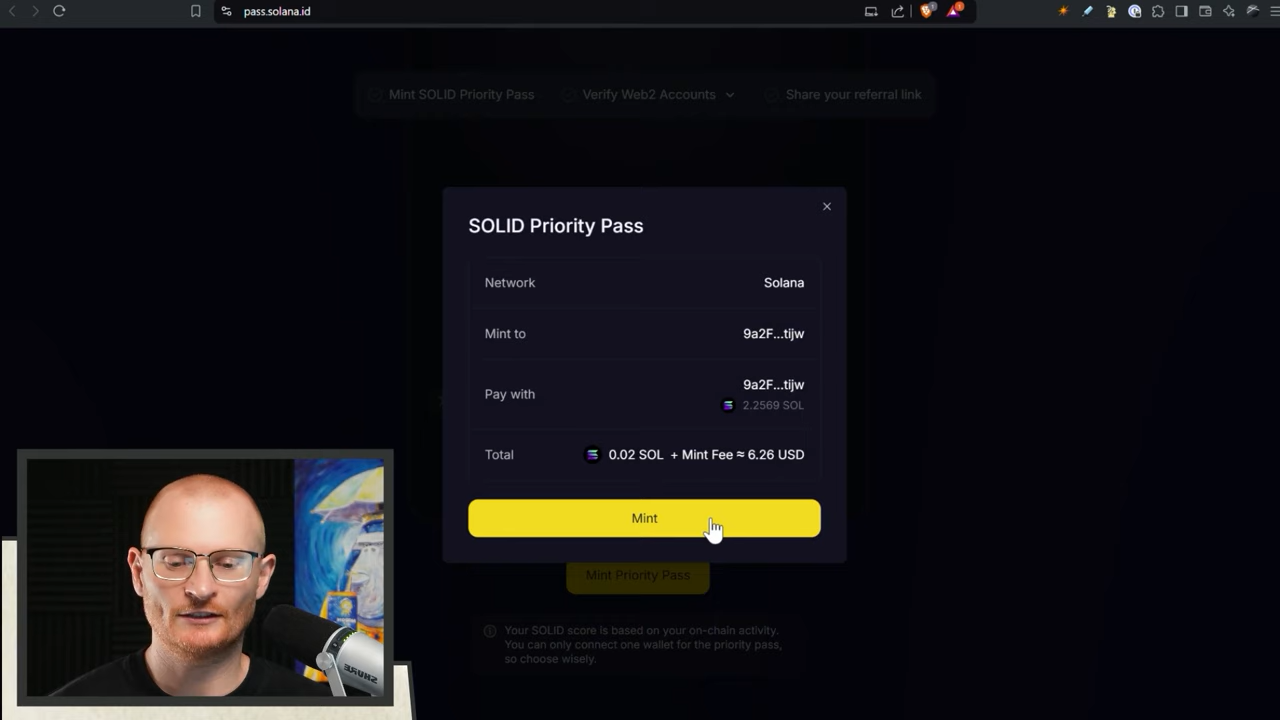 pass.solana.id
Mint SOLID Priority Pass
Verify Web2 Accounts
Share your referral link
SOLID Priority Pass
Network
Solana
Mint to
9a2F...tijw
Pay with
9a2F...tijw
2.2569 SOL
Total
0.02 SOL + Mint Fee ≈ 6.26 USD
Mint
Mint Priority Pass
Your SOLID score is based on your on-chain activity.
You can only connect one wallet for the priority pass,
so choose wisely.
SHURE